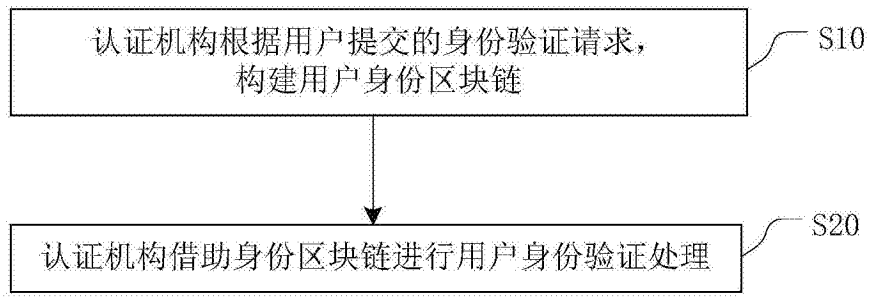 认证机构根据用户提交的身份验证请求，
构建用户身份区块链
S10
认证机构借助身份区块链进行用户身份验证处理
S20